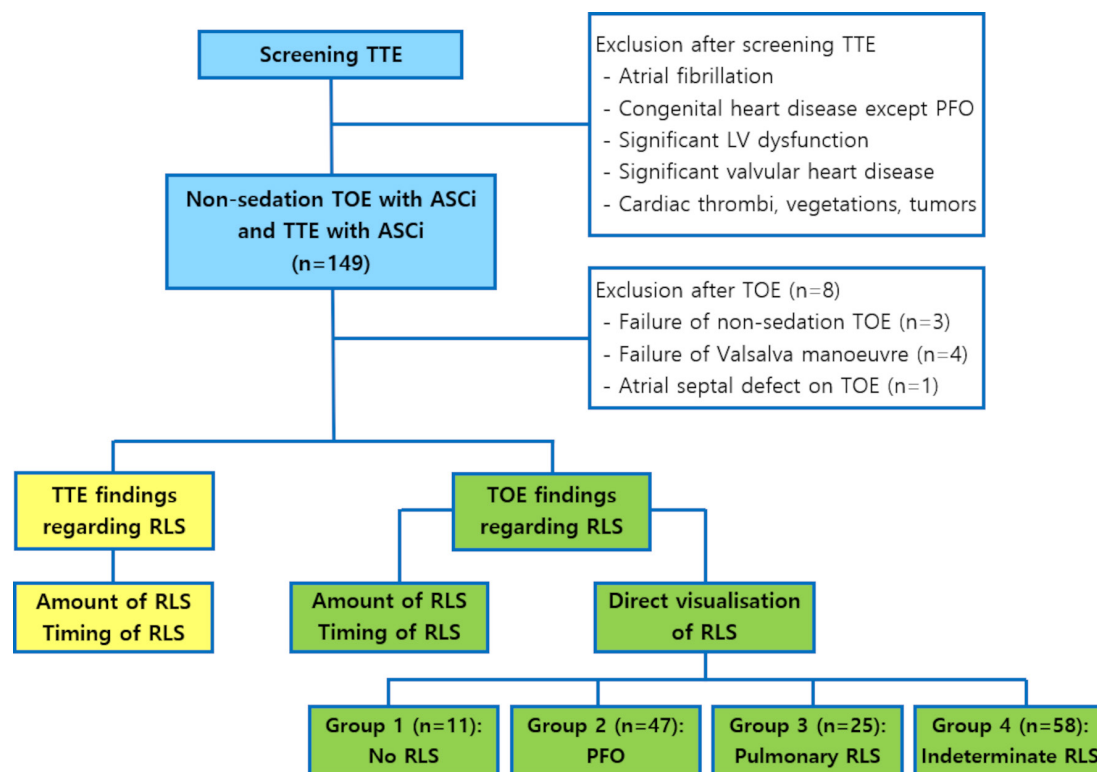 Screening TTE
Exclusion after screening TTE
- Atrial fibrillation
- Congenital heart disease except PFO
- Significant LV dysfunction
- Significant valvular heart disease
- Cardiac thrombi, vegetations, tumors
Non-sedation TOE with ASCi
and TTE with ASCi
(n=149)
Exclusion after TOE (n=8)
- Failure of non-sedation TOE (n=3)
- Failure of Valsalva manoeuvre (n=4)
- Atrial septal defect on TOE (n=1)
TTE findings
regarding RLS
TOE findings
regarding RLS
Amount of RLS
Timing of RLS
Amount of RLS
Timing of RLS
Direct visualisation
of RLS
Group 1 (n=11):
No RLS
Group 2 (n=47):
PFO
Group 3 (n=25):
Pulmonary RLS
Group 4 (n=58):
Indeterminate RLS